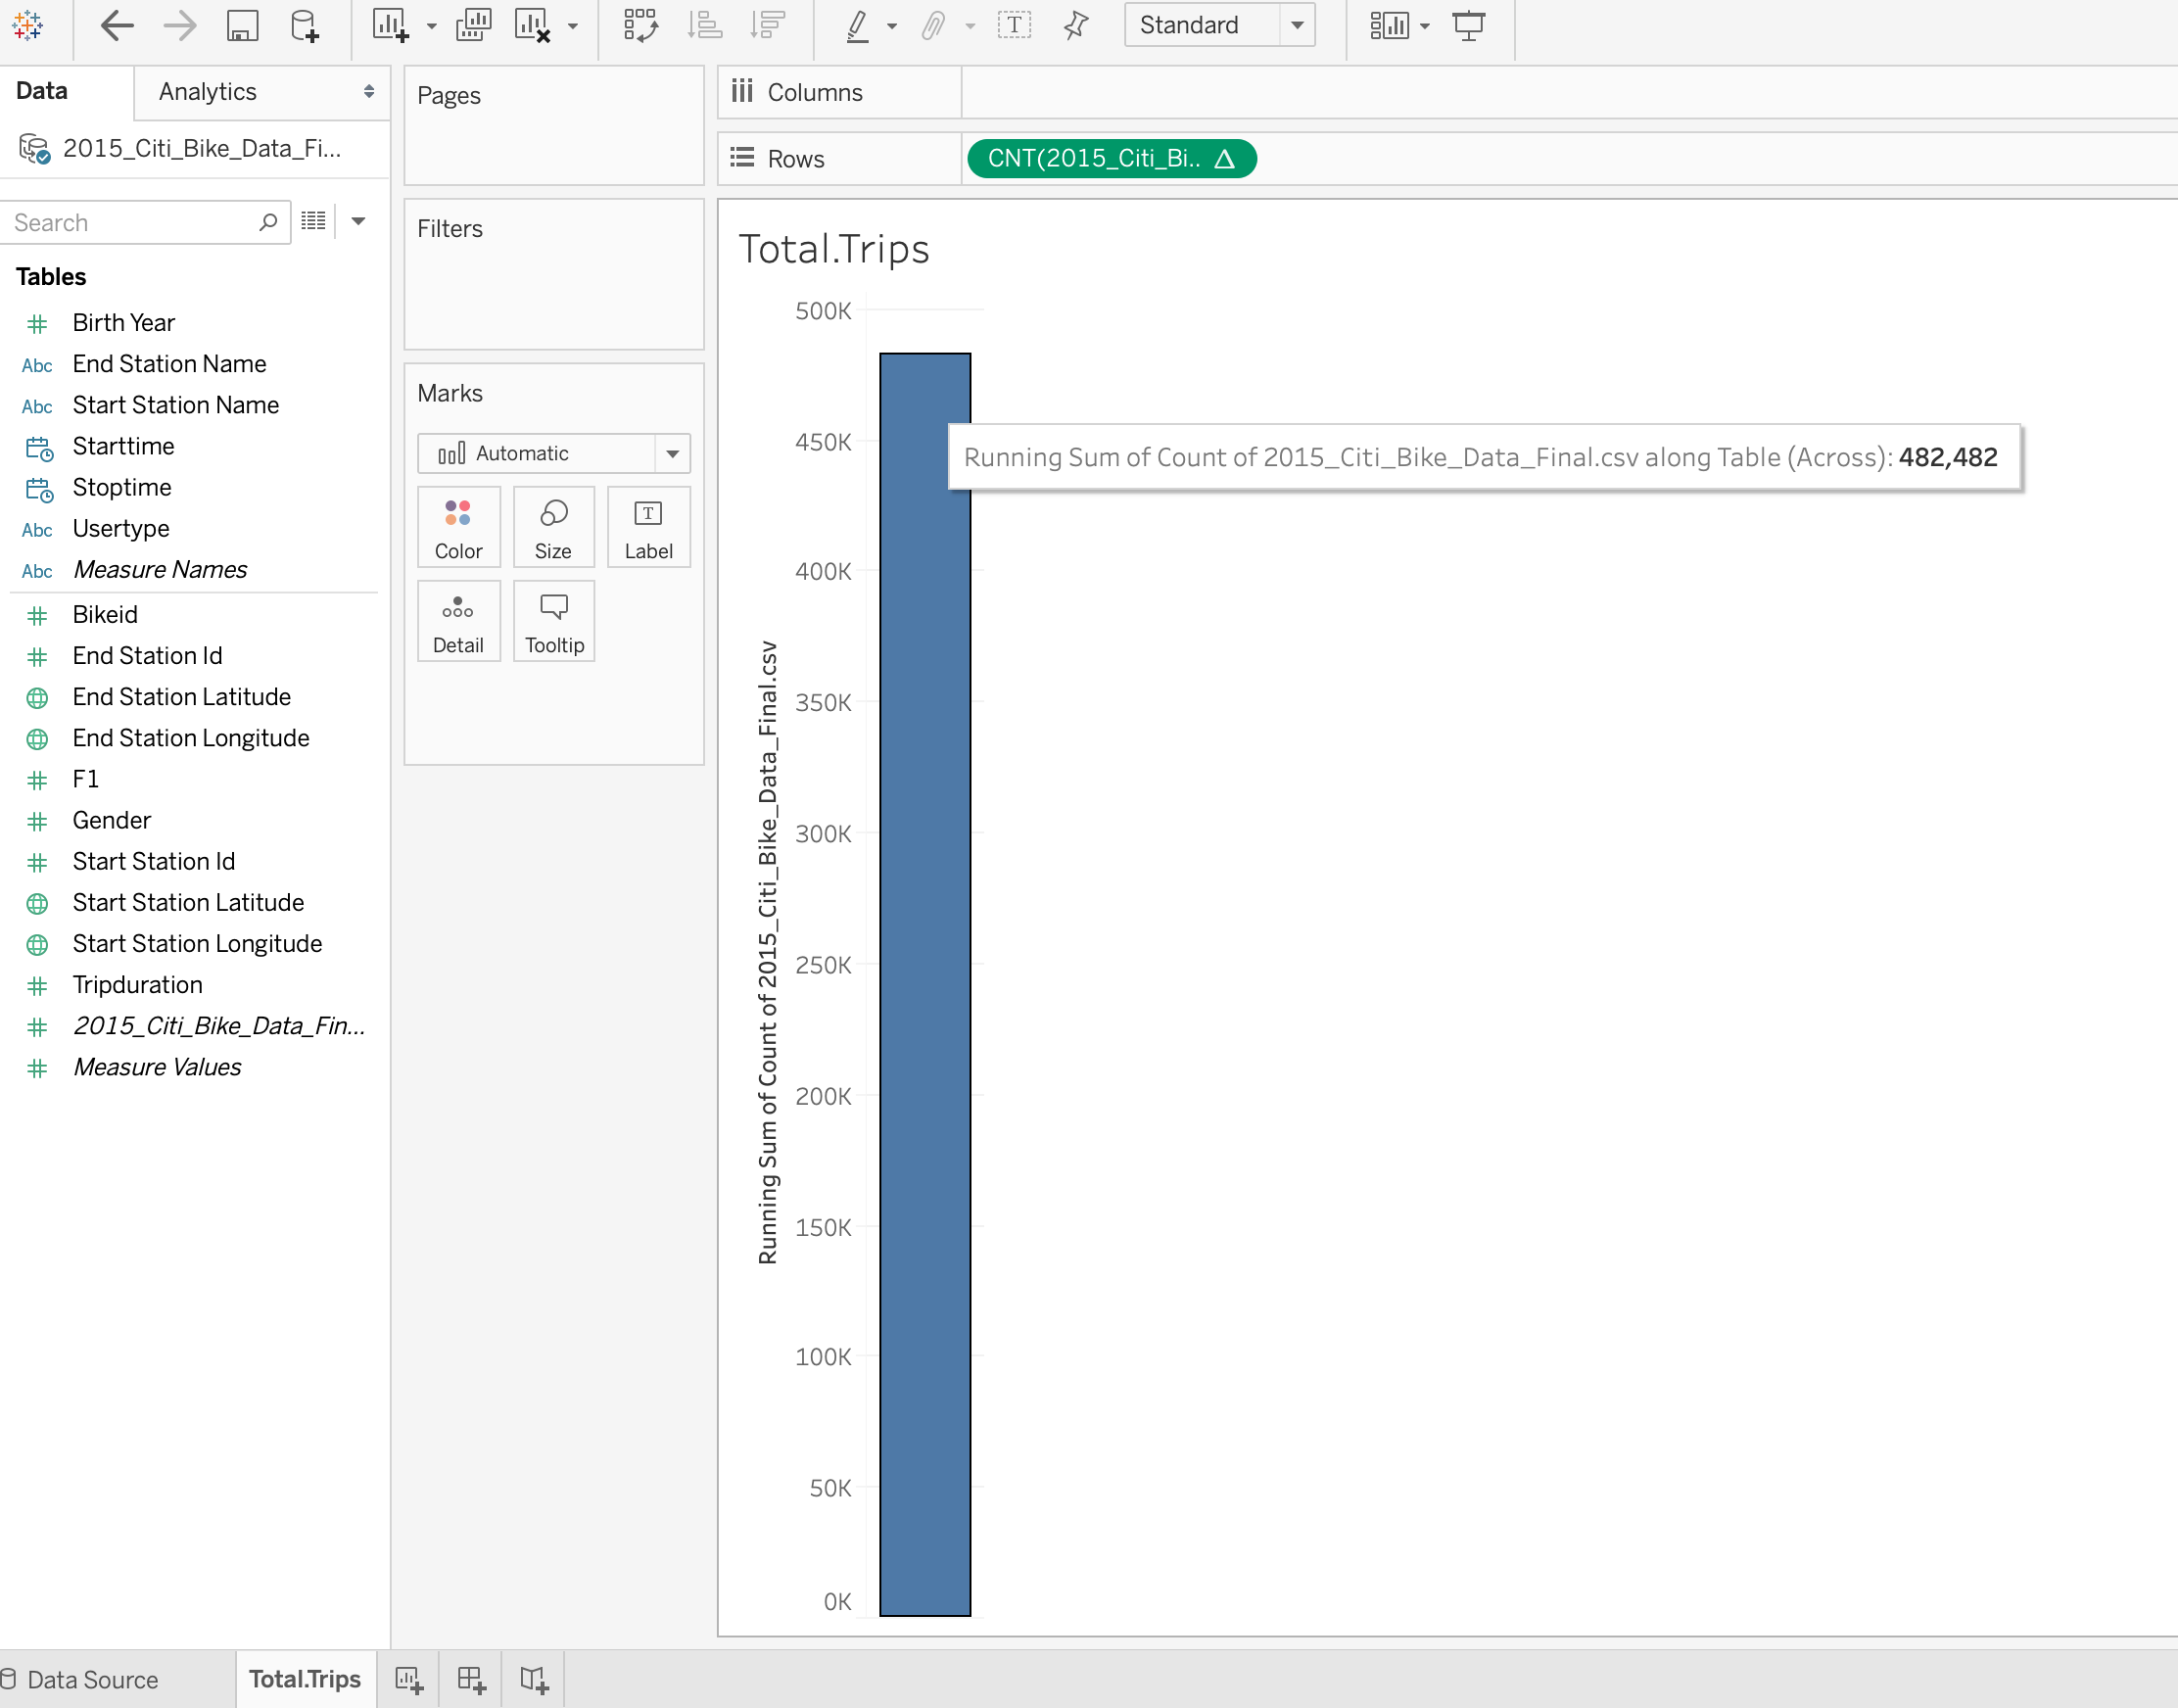 Standard
Data
Analytics
2015_Citi_Bike_Data_Fi...
Search
Tables
Birth Year
Abc End Station Name
Abc Start Station Name
Starttime
Stoptime
Abc Usertype
Abc Measure Names
Bikeid
End Station Id
End Station Latitude
End Station Longitude
F1
Gender
Start Station Id
Start Station Latitude
Start Station Longitude
Tripduration
2015_Citi_Bike_Data_Fin...
Measure Values
Pages
Filters
Marks
Automatic
Color
Size
T
Label
Detail
Tooltip
Columns
Rows
CNT(2015_Citi_Bi.. Δ
Total.Trips
500K
450K
400K
350K
300K
250K
200K
150K
100K
50K
0K
Running Sum of Count of 2015_Citi_Bike_Data_Final.csv
Running Sum of Count of 2015_Citi_Bike_Data_Final.csv along Table (Across): 482,482
Data Source
Total.Trips